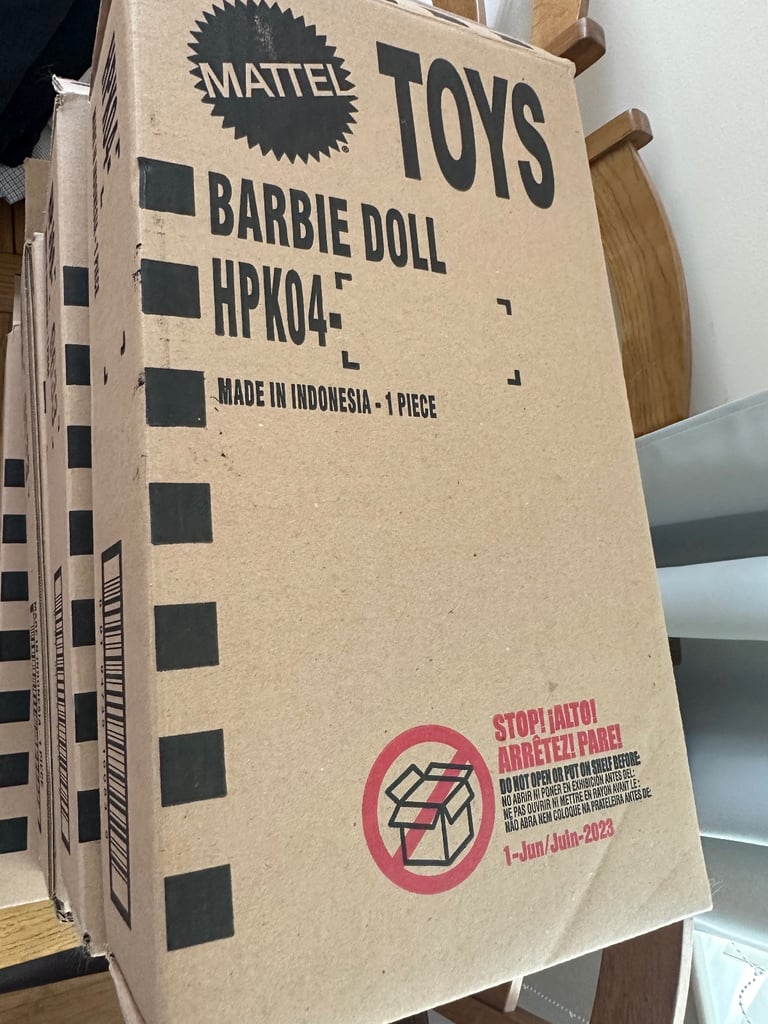 MATTEL
TOYS
BARBIE DOLL
HPK04-
MADE IN INDONESIA - 1 PIECE
STOP! ¡ALTO!
ARRÊTEZ! PARE!
DO NOT OPEN OR PUT ON SHELF BEFORE:
NO ABRIR NI PONER EN EXHIBICIÓN ANTES DEL:
NE PAS OUVRIR NI METTRE EN RAYON AVANT LE :
NÃO ABRA NEM COLOQUE NA PRATELEIRA ANTES DE:
1-Jun/Juin-2023